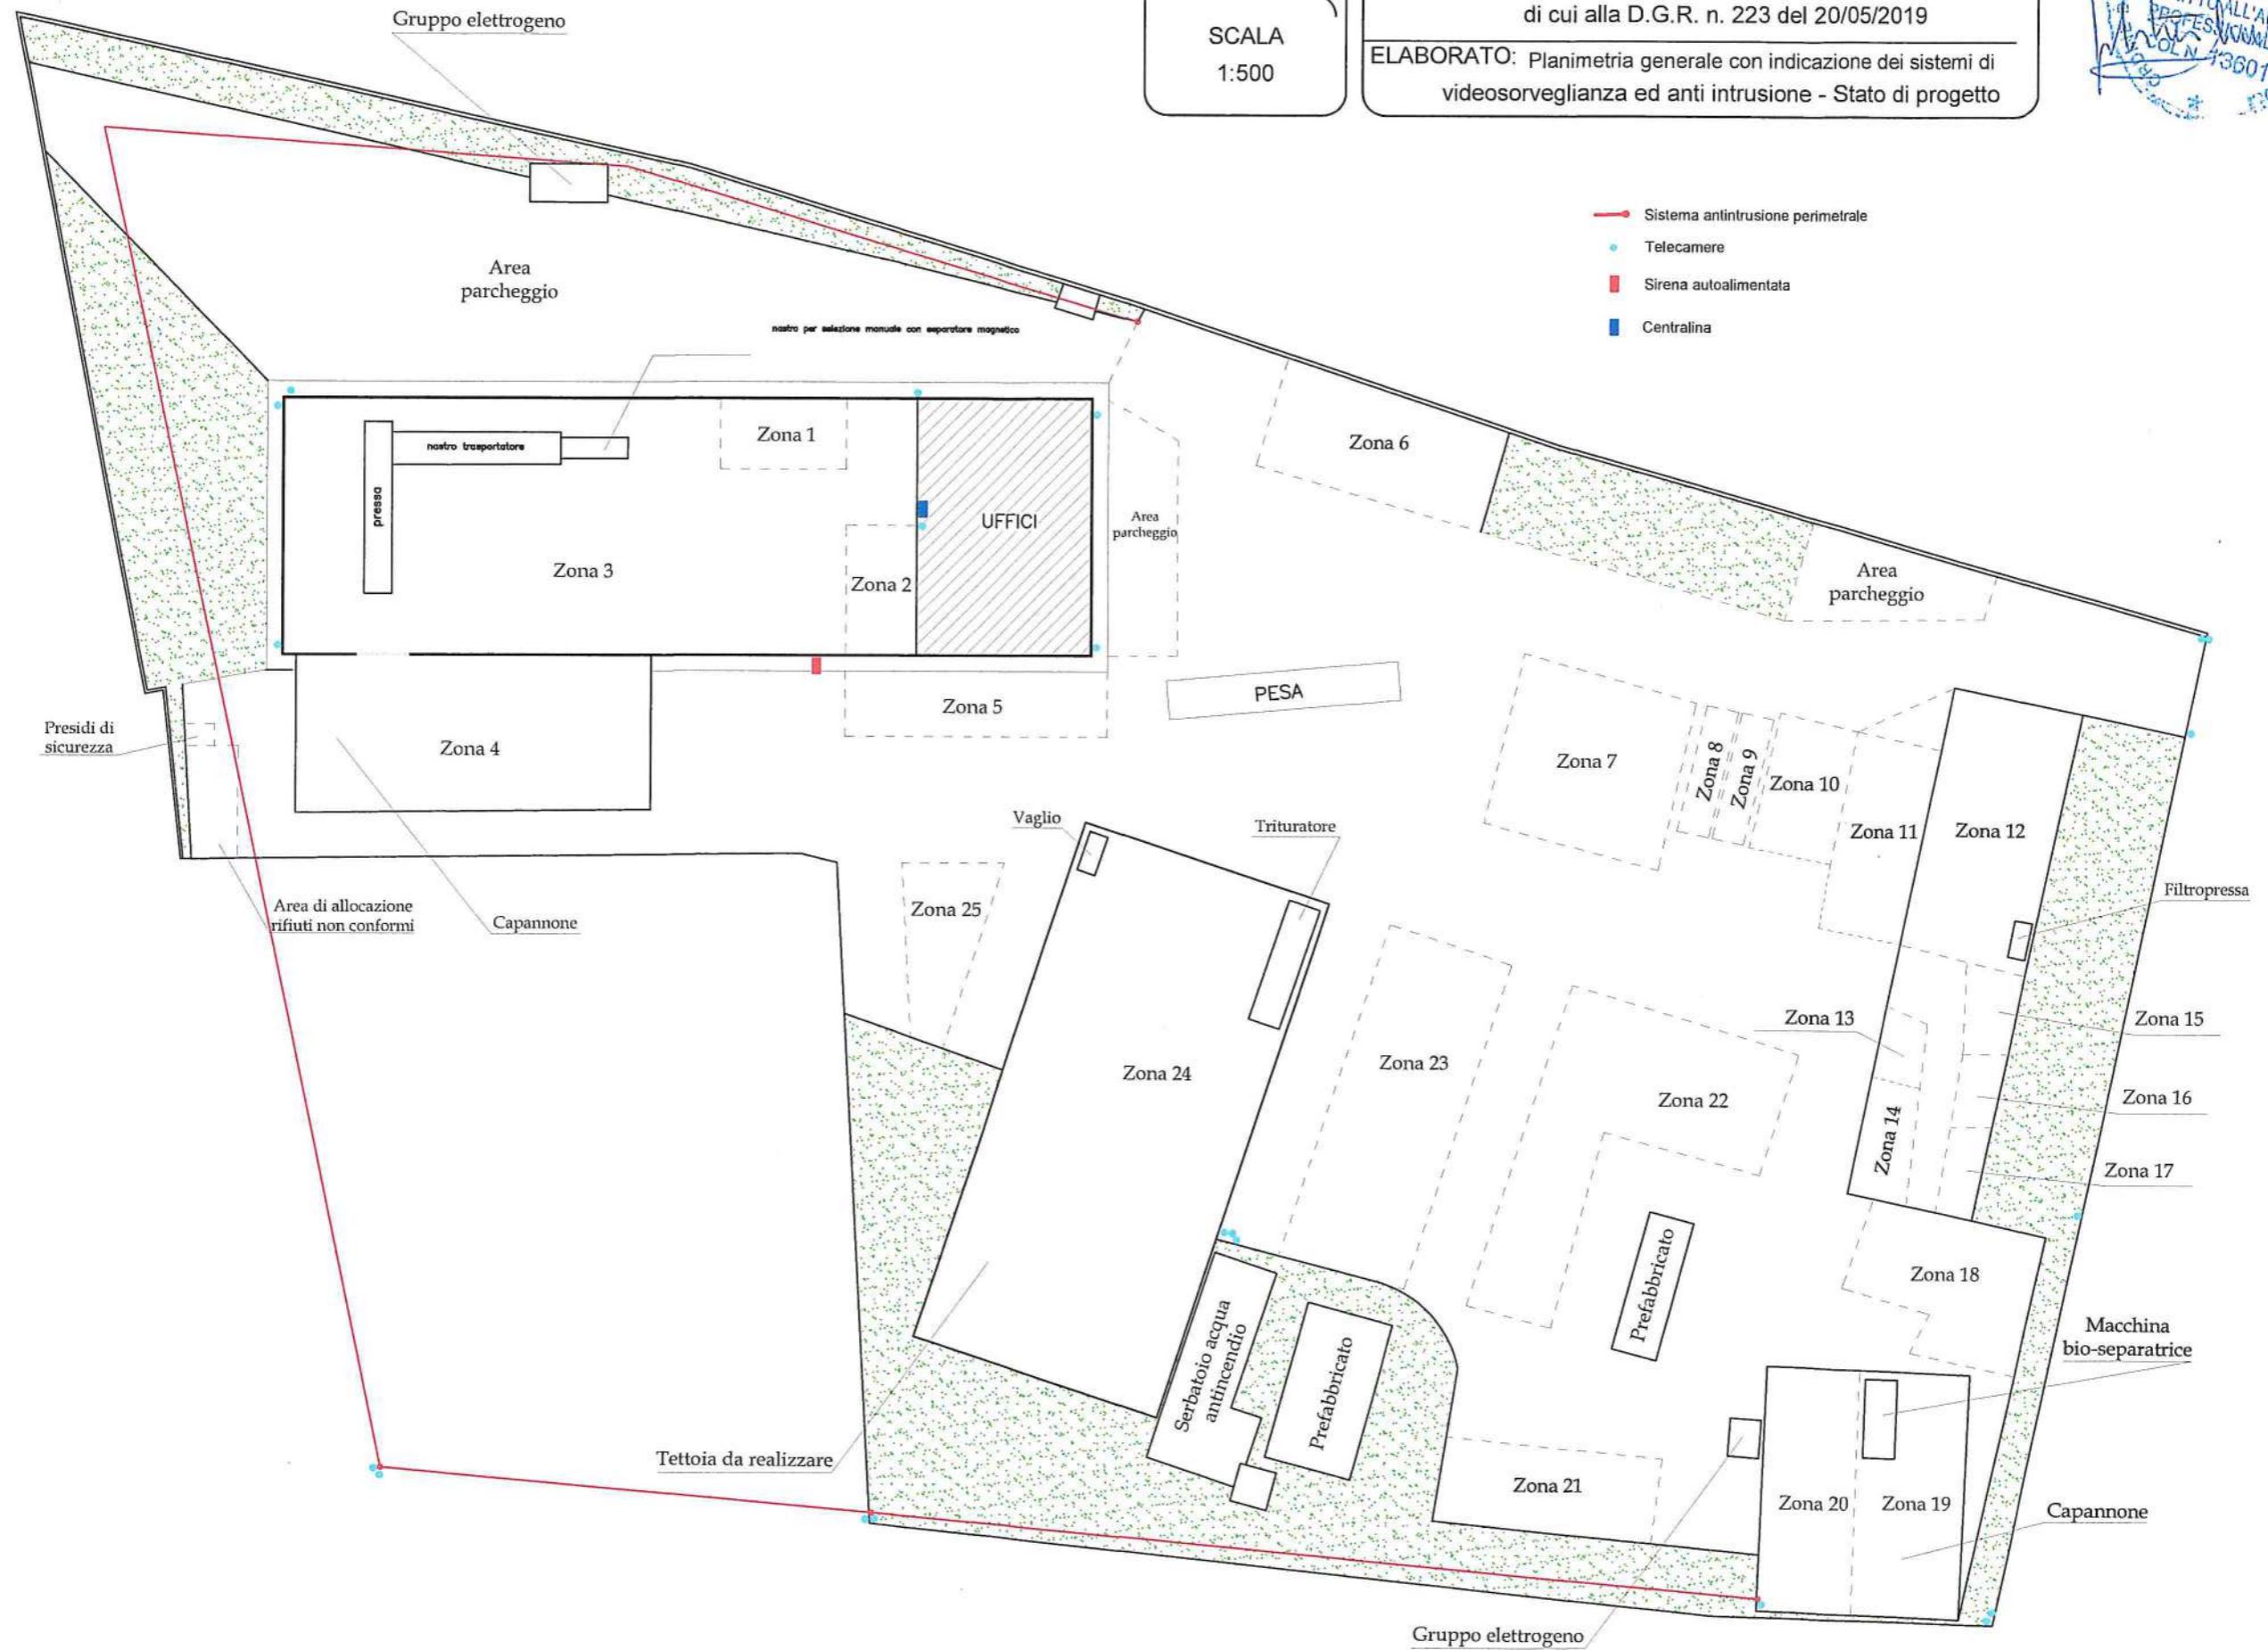 SCALA
1:500
di cui alla D.G.R. n. 223 del 20/05/2019
ELABORATO: Planimetria generale con indicazione dei sistemi di
videosorveglianza ed anti intrusione - Stato di progetto
13601
Gruppo elettrogeno
Sistema antintrusione perimetrale
Telecamere
Sirena autoalimentata
Centralina
Area
parcheggio
nastro per selezione manuale con separatore magnetico
nastro trasportatore
pressa
Zona 1
Zona 2
Zona 3
UFFICI
Area
parcheggio
Zona 6
Area
parcheggio
Presidi di
sicurezza
Zona 4
Zona 5
PESA
Zona 7
Zona 8
Zona 9
Zona 10
Zona 11
Zona 12
Vaglio
Trituratore
Filtropressa
Area di allocazione
rifiuti non conformi
Capannone
Zona 25
Zona 24
Zona 23
Zona 22
Zona 13
Zona 14
Zona 15
Zona 16
Zona 17
Zona 18
Prefabbricato
Serbatoio acqua
antincendio
Prefabbricato
Macchina
bio-separatrice
Tettoia da realizzare
Zona 21
Zona 20
Zona 19
Capannone
Gruppo elettrogeno